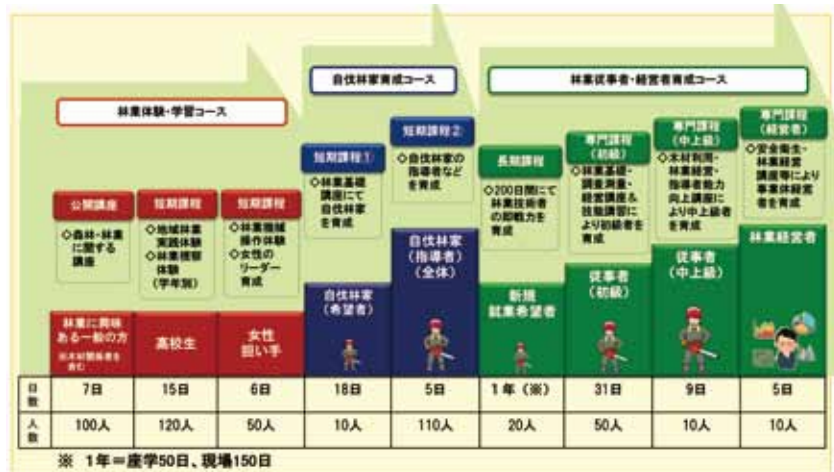 林業体験・学習コース
自伐林家育成コース
林業従事者・経営者育成コース
公開講座
◇森林・林業
に関する
講座
林業に興味
ある一般の方
短期課程
◇地域林業
実践体験
◇林業機械
体験
(学年別)
高校生
短期課程
◇林業機械
操作体験
◇女性の
リーダー
育成
女性
担い手
短期課程①
◇林業基礎
講座にて
自伐林家
を育成
自伐林家
(希望者)
短期課程②
◇自伐林家の
指導者など
を育成
自伐林家
(指導者)
(全体)
長期課程
◇200日間にて
林業技術者
の即戦力を
育成
新規
就業希望者
専門課程
(初級)
◇林業基礎・
調査測量・
経営講座&
技能講習に
より初級者を
育成
従事者
(初級)
専門課程
(中上級)
◇木材利用・
林業経営・
指導者能力
向上講座に
より中上級者
を育成
従事者
(中上級)
専門課程
(経営者)
◇安全衛生・
林業経営
講座等により
事業体経営
者を育成
林業経営者
日数 7日 15日 6日 18日 5日 1年(※) 31日 9日 5日
人数 100人 120人 50人 10人 110人 20人 50人 10人 10人
※ 1年=座学50日、現場150日